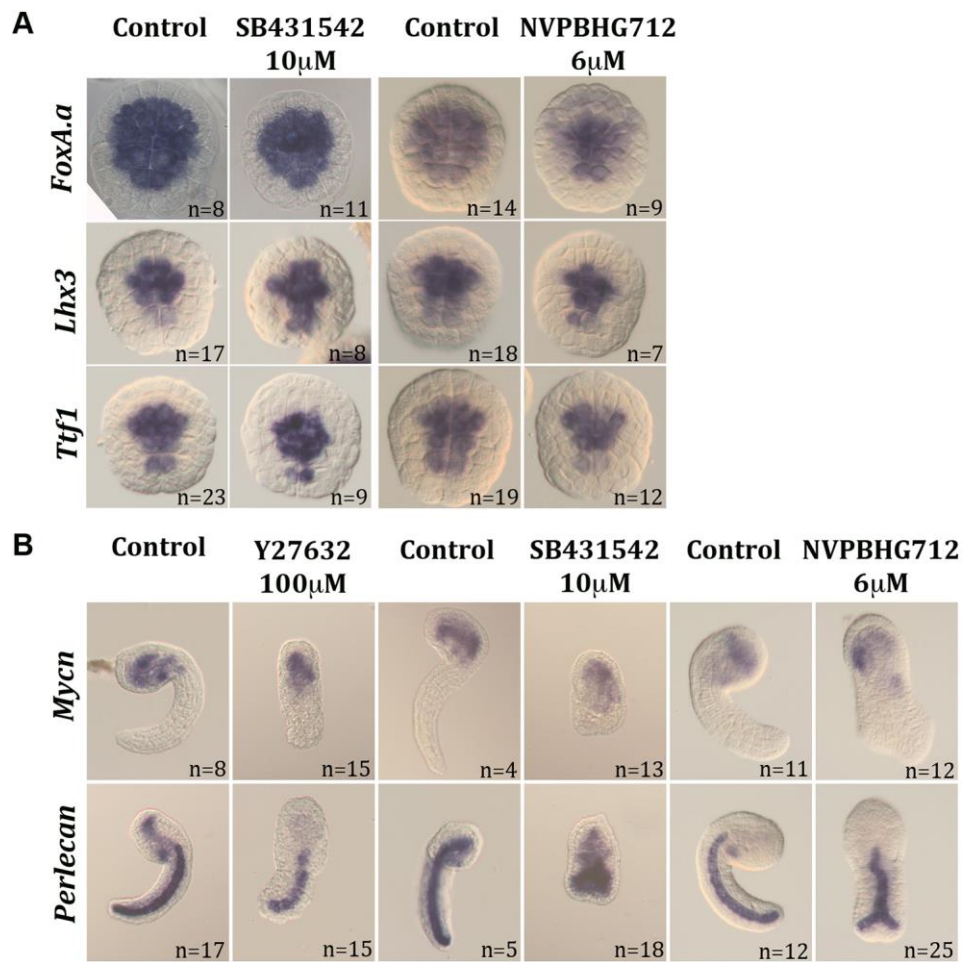 A
Control SB431542 Control NVPBHG712
10µM 6µM
FoxA.a
n=8 n=11 n=14 n=9
Lhx3
n=17 n=8 n=18 n=7
Ttf1
n=23 n=9 n=19 n=12
B
Control Y27632 Control SB431542 Control NVPBHG712
100µM 10µM 6µM
Mycn
n=8 n=15 n=4 n=13 n=11 n=12
Perlecan
n=17 n=15 n=5 n=18 n=12 n=25